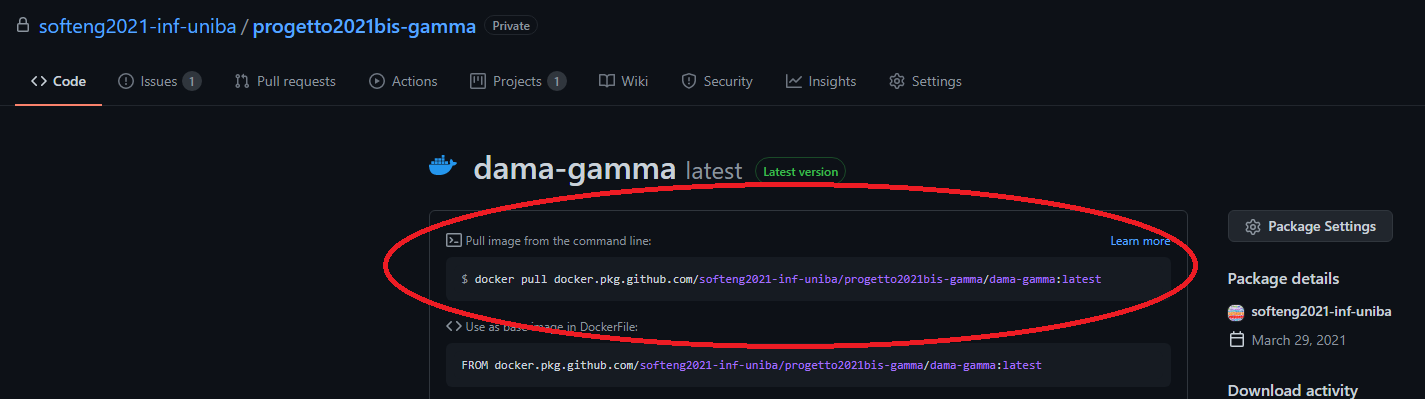 softeng2021-inf-uniba / progetto2021bis-gamma Private
Code Issues 1 Pull requests Actions Projects 1 Wiki Security Insights Settings
dama-gamma latest Latest version
Pull image from the command line: Learn more
$ docker pull docker.pkg.github.com/softeng2021-inf-uniba/progetto2021bis-gamma/dama-gamma:latest
Use as base image in DockerFile:
FROM docker.pkg.github.com/softeng2021-inf-uniba/progetto2021bis-gamma/dama-gamma:latest
Package Settings
Package details
softeng2021-inf-uniba
March 29, 2021
Download activity